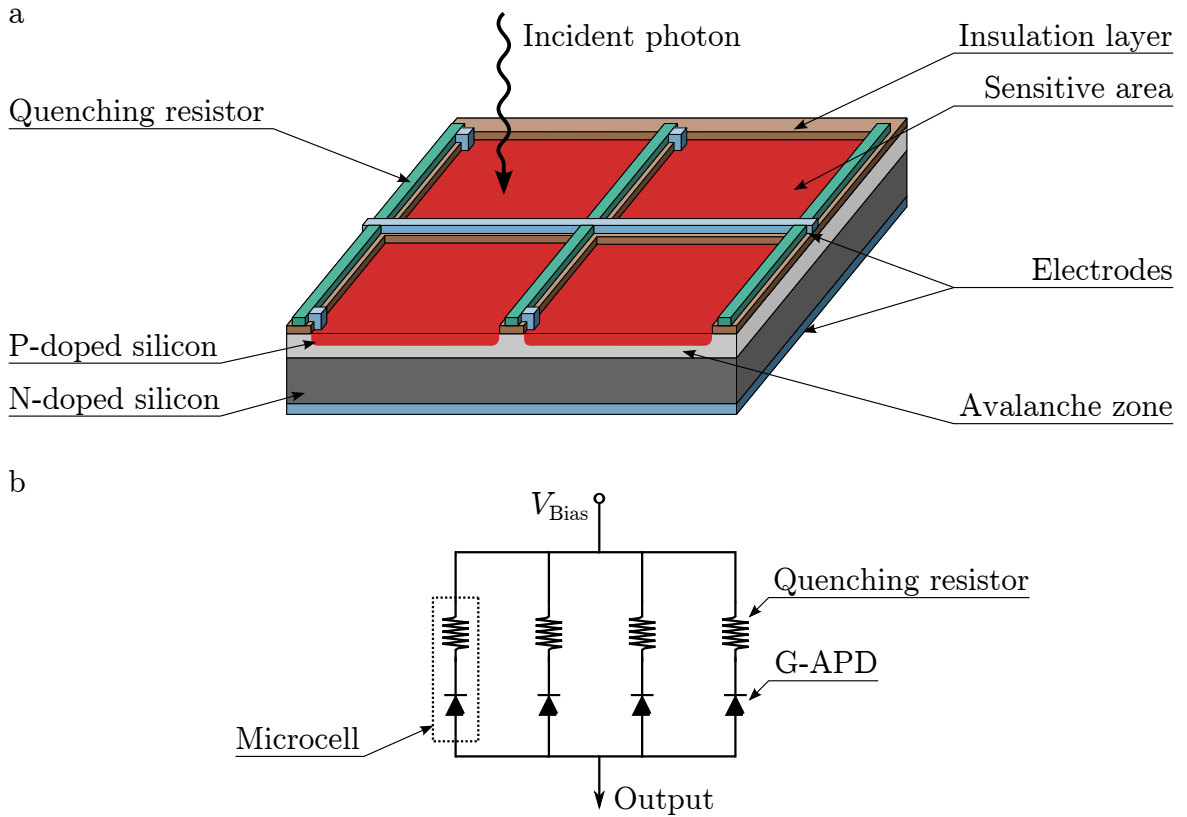 a
Incident photon
Insulation layer
Sensitive area
Quenching resistor
Electrodes
P-doped silicon
N-doped silicon
Avalanche zone
b
V_Bias
Quenching resistor
G-APD
Microcell
Output